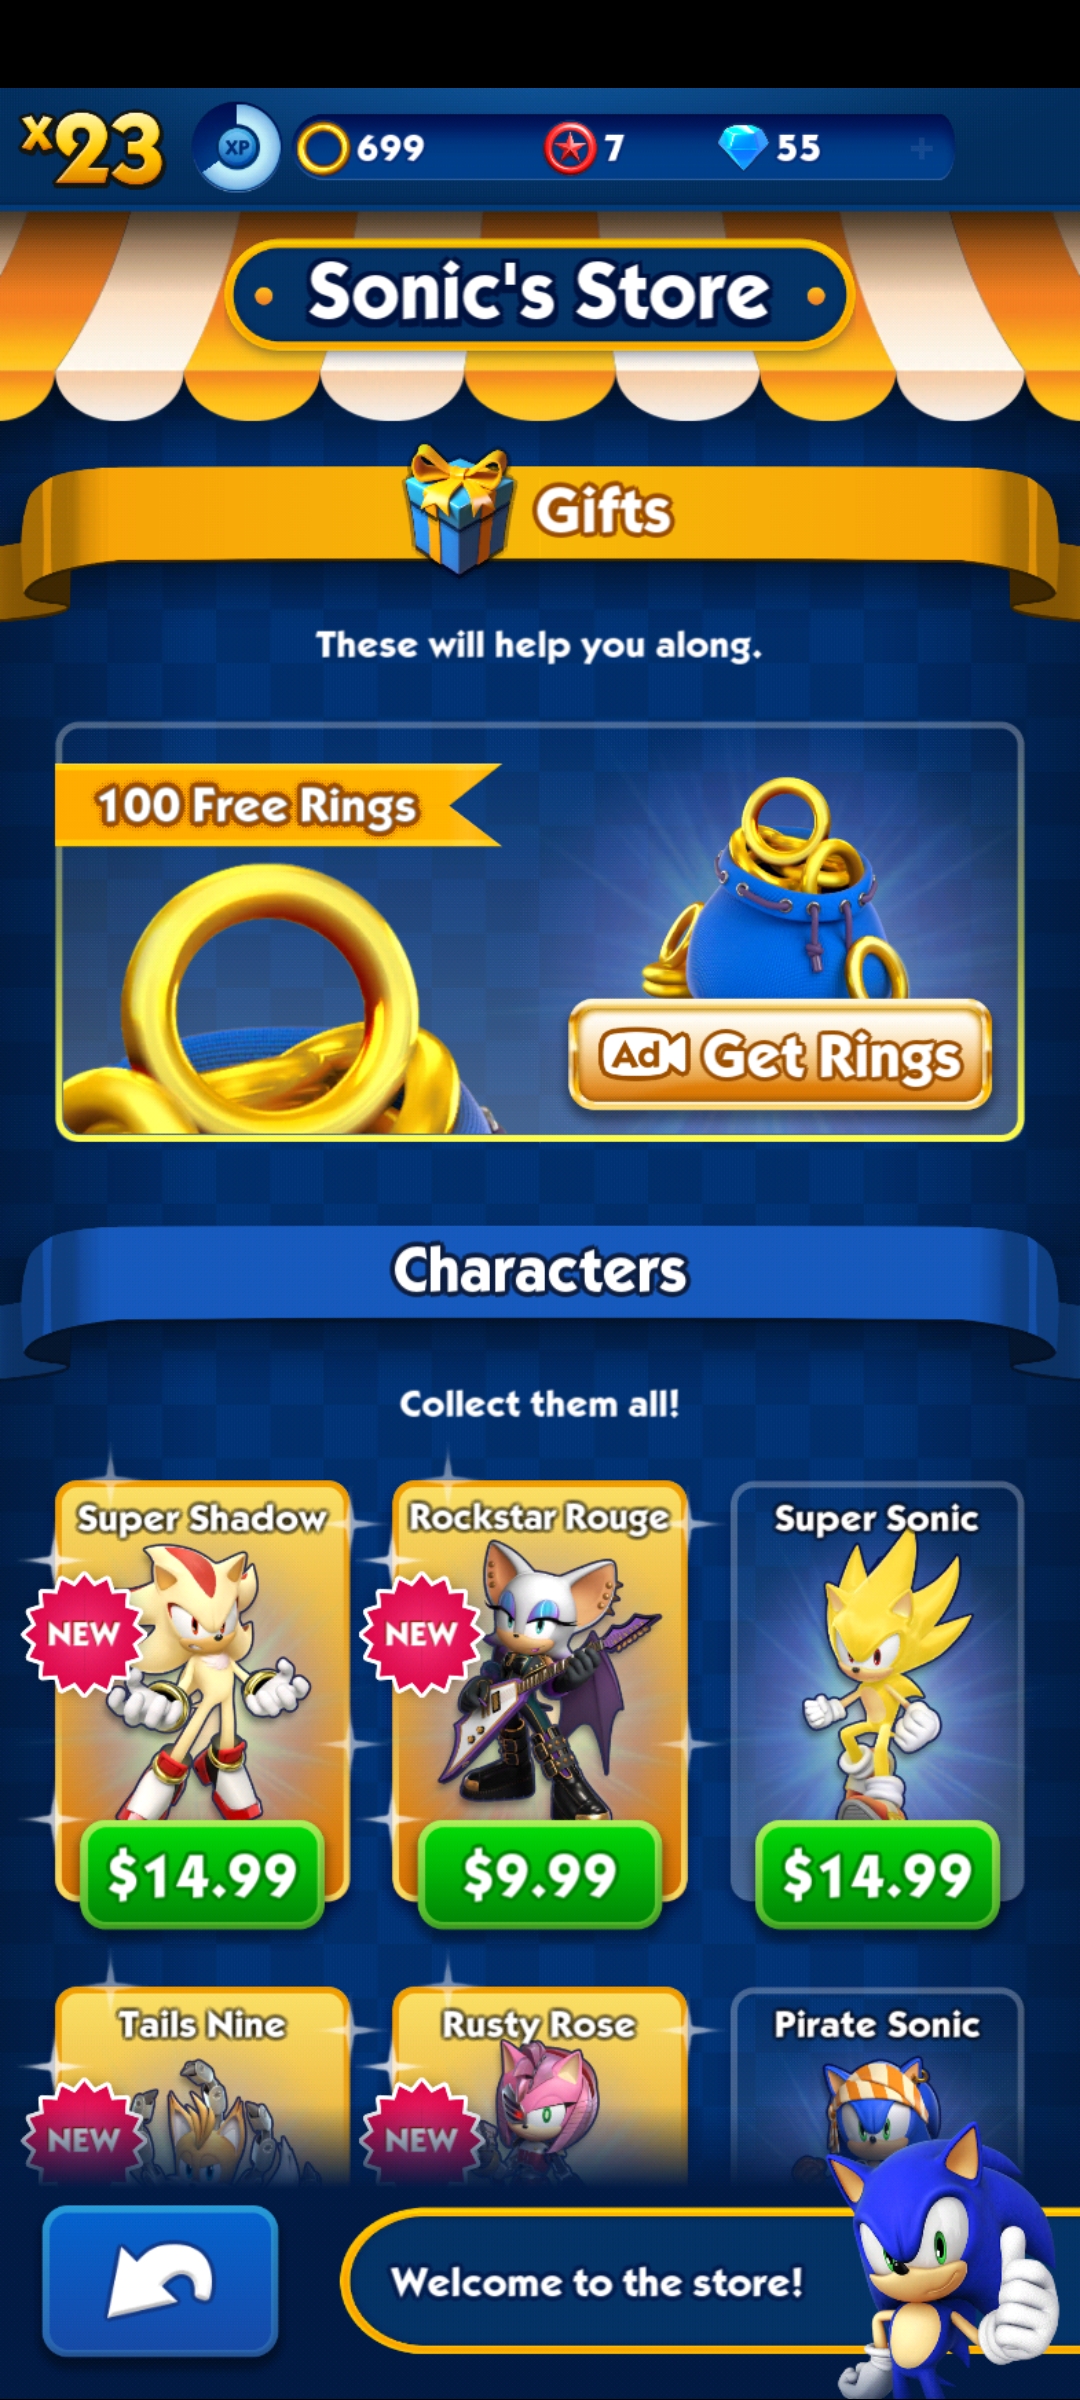 x23
XP
699
7
55
+
Sonic's Store
Gifts
These will help you along.
100 Free Rings
Ad Get Rings
Characters
Collect them all!
Super Shadow
NEW
$14.99
Rockstar Rouge
NEW
$9.99
Super Sonic
$14.99
Tails Nine
NEW
Rusty Rose
NEW
Pirate Sonic
Welcome to the store!